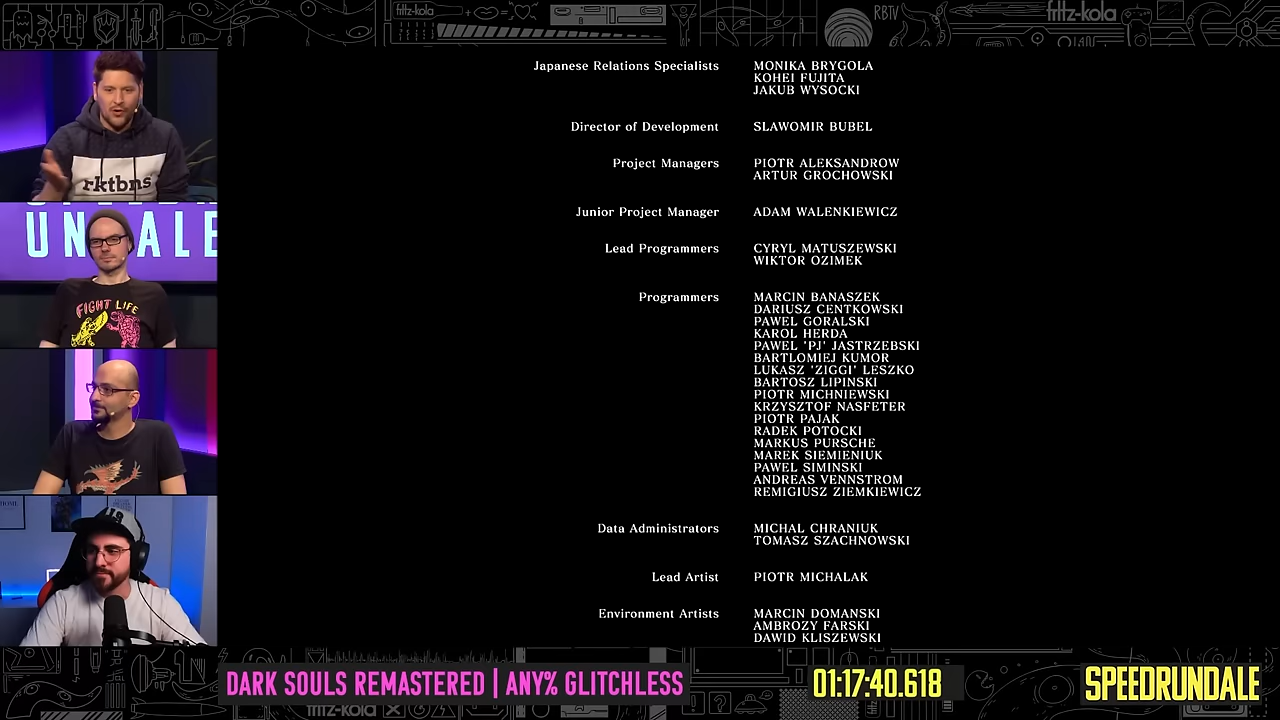 fritz-kola
RBTV
fritz-kola
Japanese Relations Specialists MONIKA BRYGOLA
KOHEI FUJITA
JAKUB WYSOCKI
Director of Development SLAWOMIR BUBEL
Project Managers PIOTR ALEKSANDROW
ARTUR GROCHOWSKI
Junior Project Manager ADAM WALENKIEWICZ
Lead Programmers CYRYL MATUSZEWSKI
WIKTOR OZIMEK
Programmers MARCIN BANASZEK
DARIUSZ CENTKOWSKI
PAWEL GORALSKI
KAROL HERDA
PAWEL 'PJ' JASTRZEBSKI
BARTLOMIEJ KUMOR
LUKASZ 'ZIGGI' LESZKO
BARTOSZ LIPINSKI
PIOTR MICHNIEWSKI
KRZYSZTOF NASFETER
PIOTR PAJAK
RADEK POTOCKI
MARKUS PURSCHE
MAREK SIEMIENIUK
PAWEL SIMINSKI
ANDREAS VENNSTROM
REMIGIUSZ ZIEMKIEWICZ
Data Administrators MICHAL CHRANIUK
TOMASZ SZACHNOWSKI
Lead Artist PIOTR MICHALAK
Environment Artists MARCIN DOMANSKI
AMBROZY FARSKI
DAWID KLISZEWSKI
rktbns
FIGHT LIFE
DARK SOULS REMASTERED | ANY% GLITCHLESS
01:17:40.618
SPEEDRUNDALE
fritz-kola